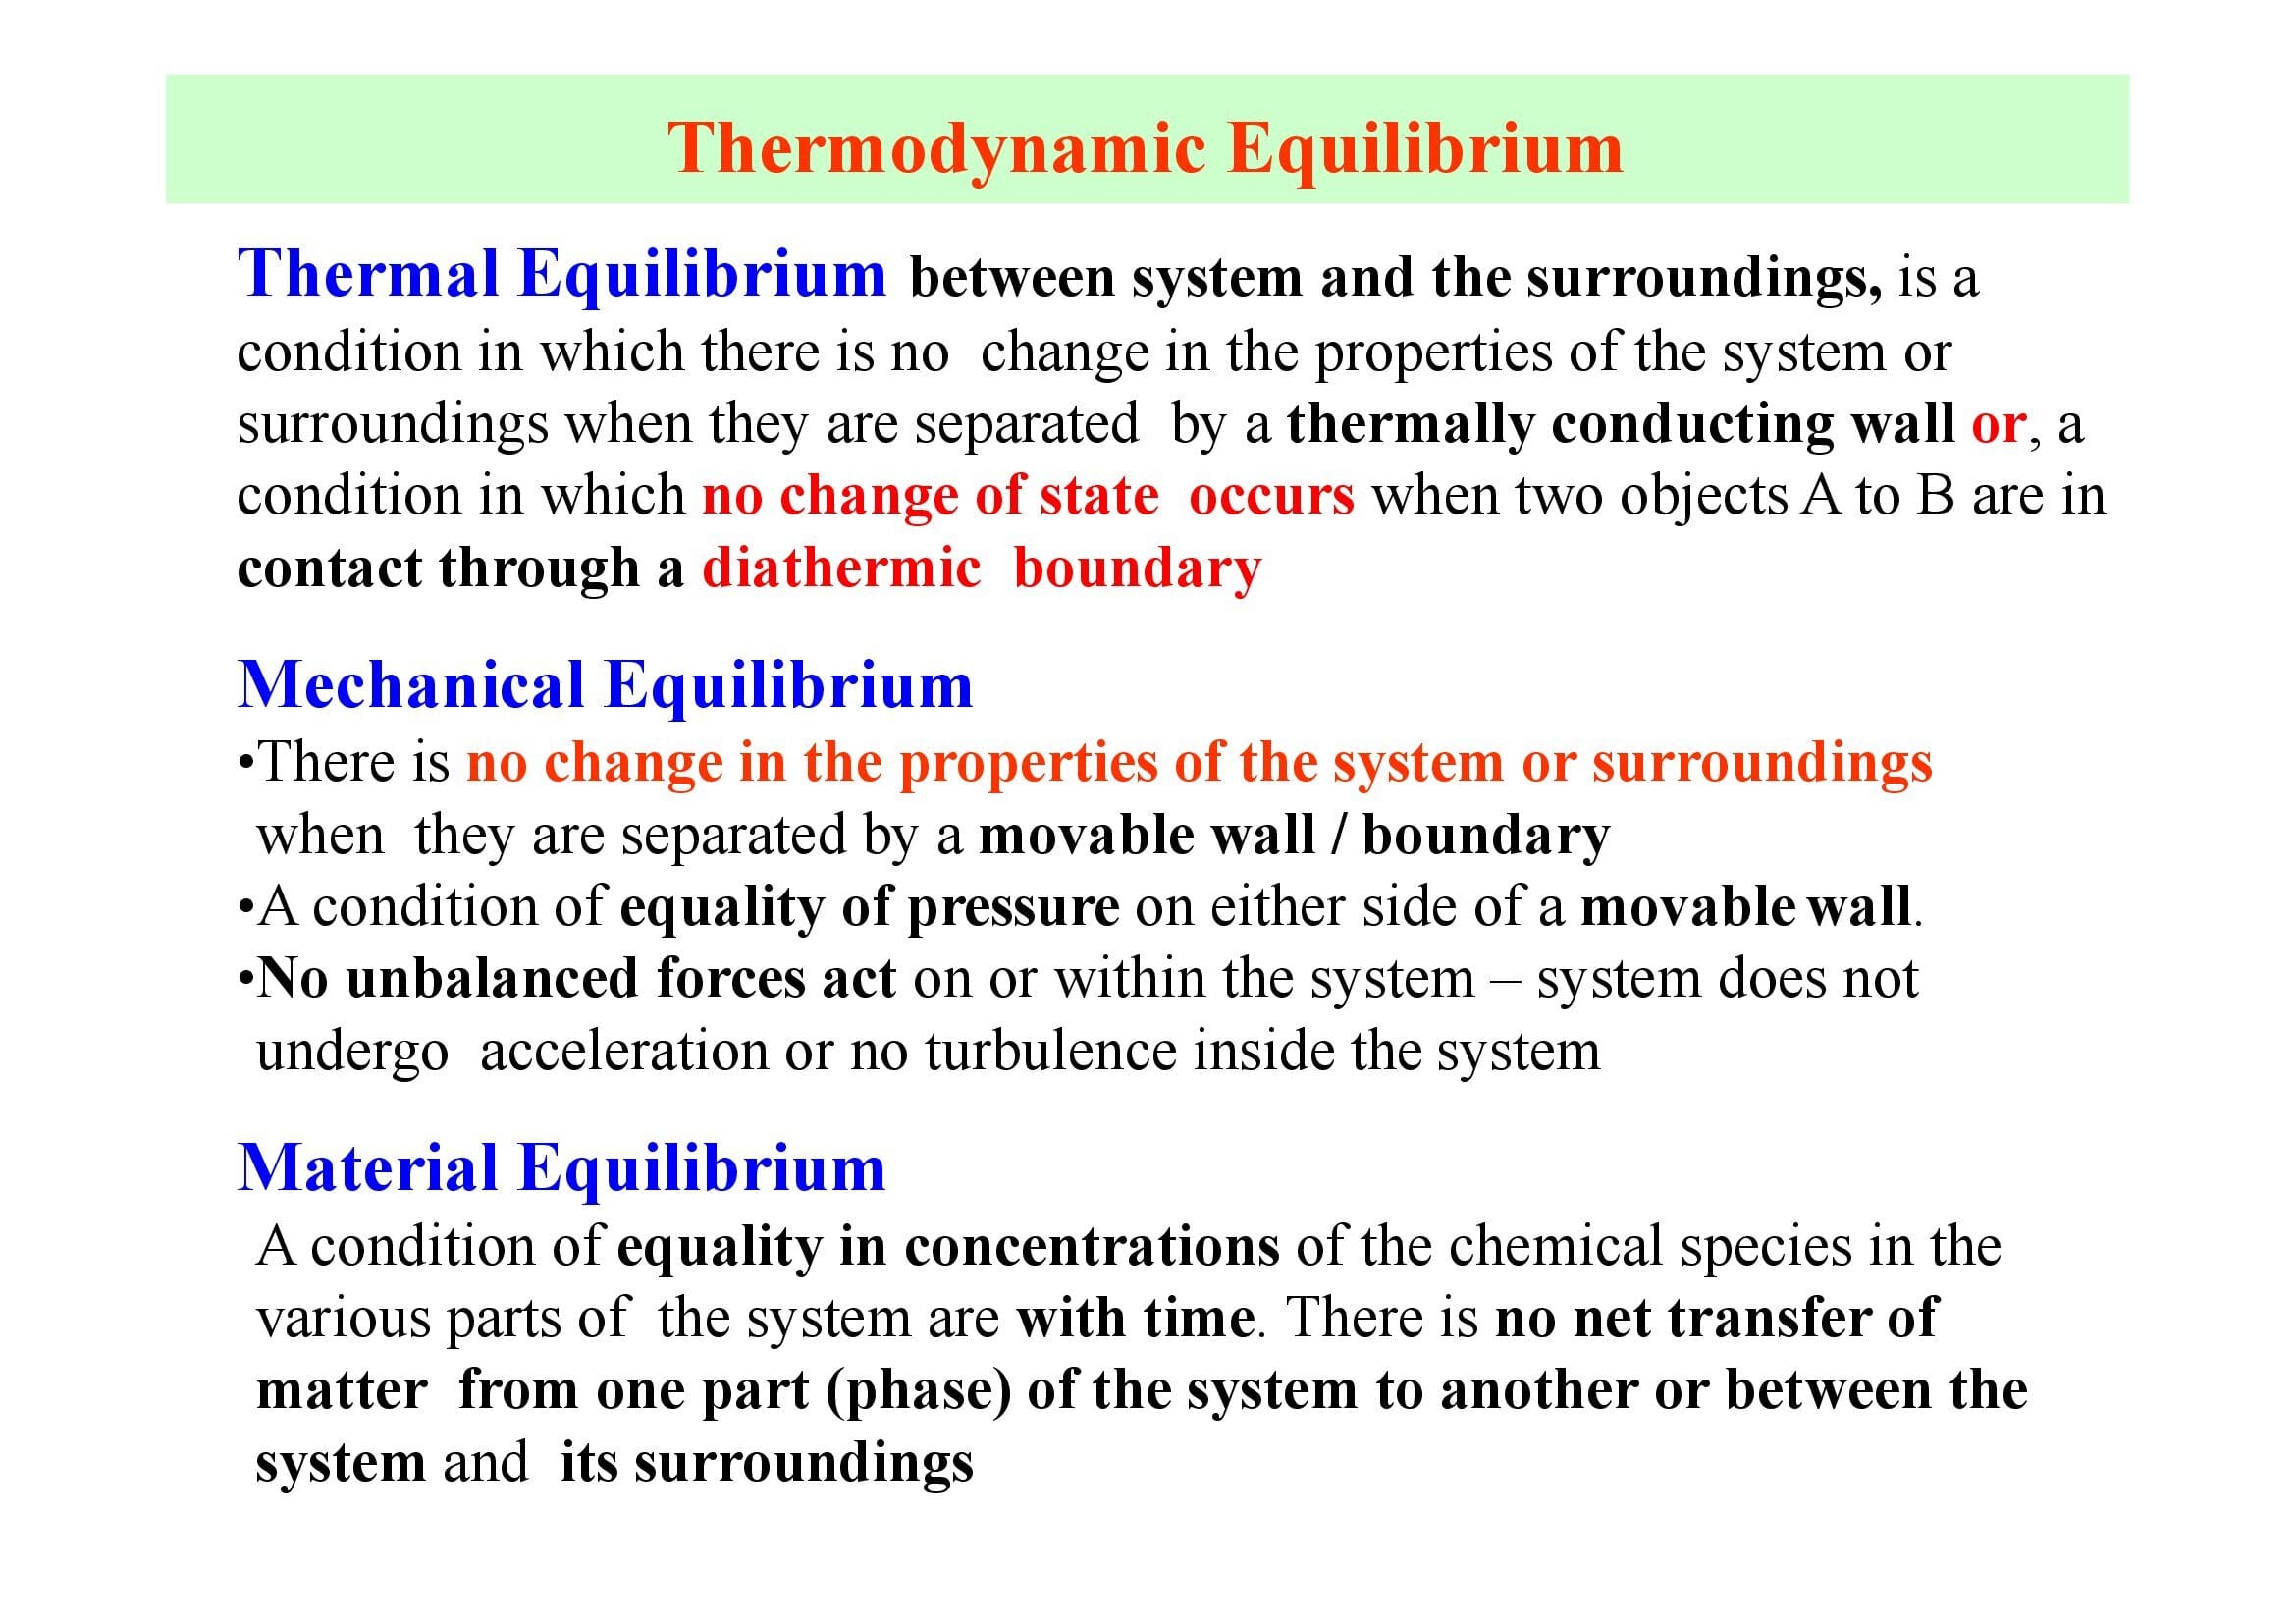 Thermodynamic Equilibrium
Thermal Equilibrium between system and the surroundings, is a
condition in which there is no change in the properties of the system or
surroundings when they are separated by a thermally conducting wall or, a
condition in which no change of state occurs when two objects A to B are in
contact through a diathermic boundary
Mechanical Equilibrium
•There is no change in the properties of the system or surroundings
when they are separated by a movable wall / boundary
•A condition of equality of pressure on either side of a movable wall.
•No unbalanced forces act on or within the system – system does not
undergo acceleration or no turbulence inside the system
Material Equilibrium
A condition of equality in concentrations of the chemical species in the
various parts of the system are with time. There is no net transfer of
matter from one part (phase) of the system to another or between the
system and its surroundings